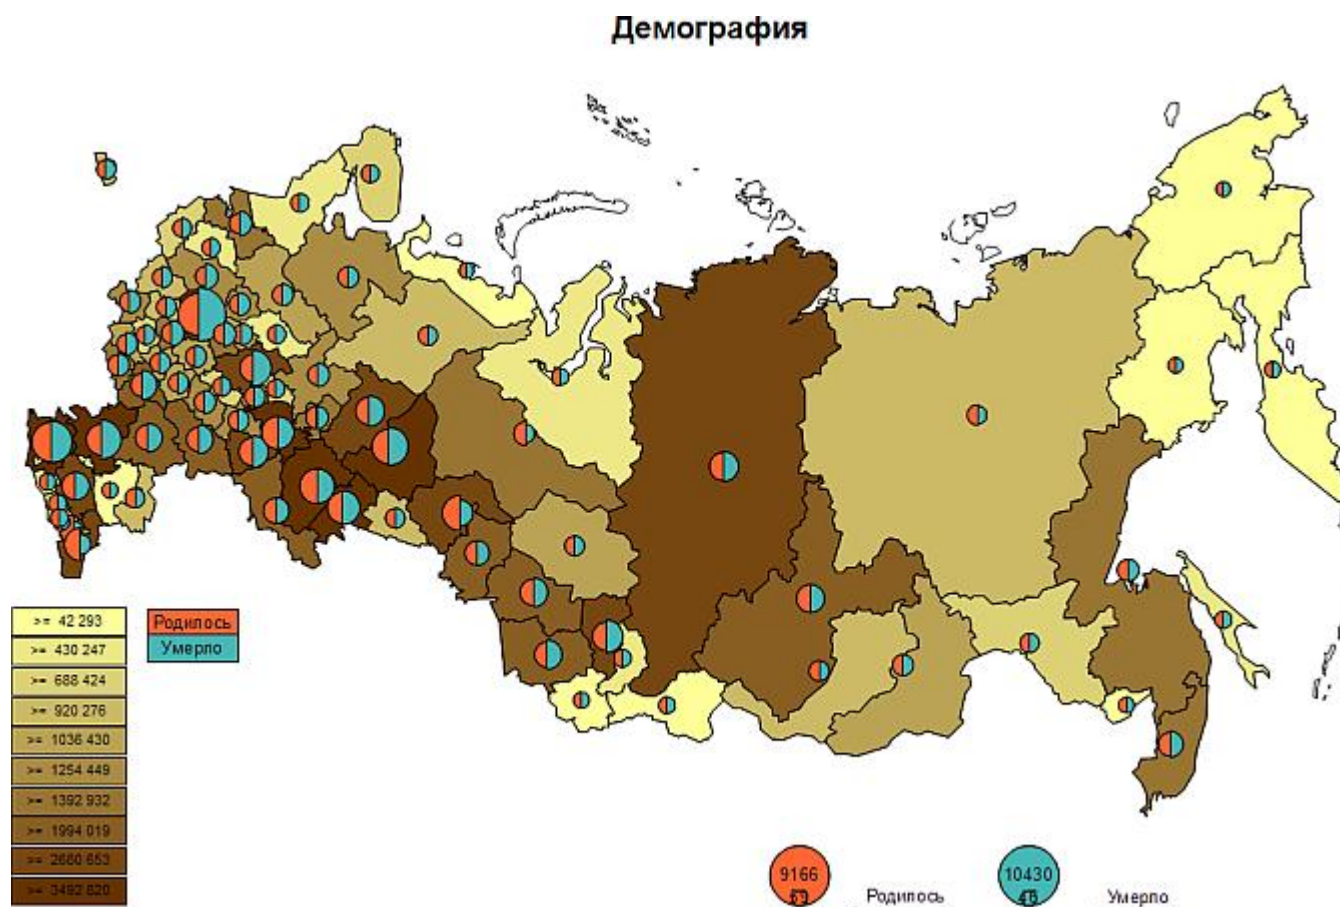 Демография
>= 42 293
>= 430 247
>= 688 424
>= 920 276
>= 1036 430
>= 1254 449
>= 1392 932
>= 1994 019
>= 2680 653
>= 3492 820
Родилось
Умерло
9166
Родилось
10430
Умерло